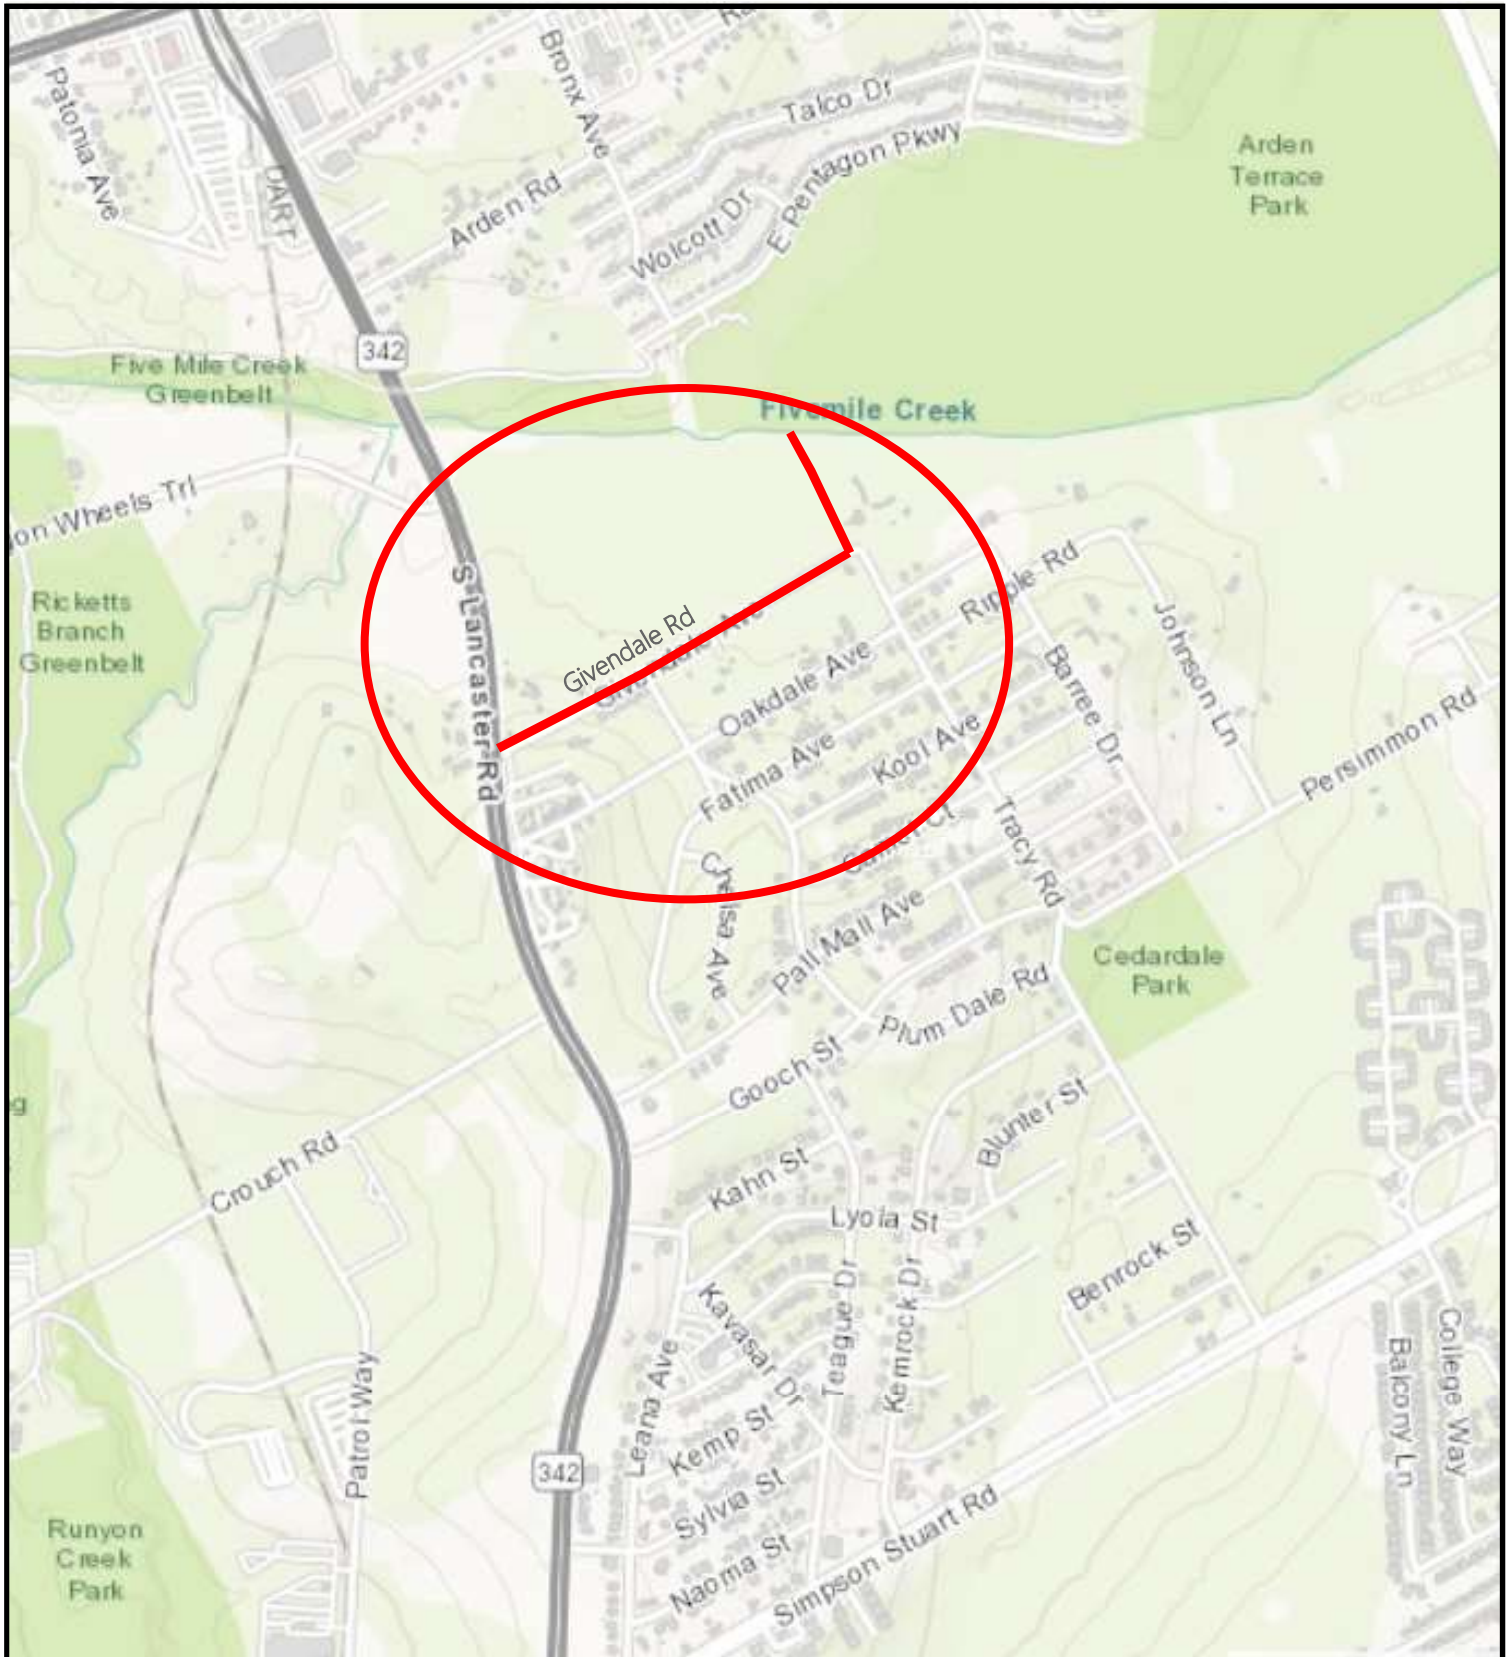 Patonia Ave
DART
Bronx Ave
Talco Dr
Arden Rd
Wolcott Dr
E Pentagon Pkwy
Arden
Terrace
Park
342
Five Mile Creek
Greenbelt
Fivemile Creek
on Wheels Trl
Ricketts
Branch
Greenbelt
S Lancaster Rd
Givendale Rd
Givendale Ave
Oakdale Ave
Ripple Rd
Johnson Ln
Barree Dr
Persimmon Rd
Fatima Ave
Kool Ave
Tracy Rd
Chelsa Ave
Pall Mall Ave
Cedardale
Park
Plum Dale Rd
Gooch St
g
Crouch Rd
Blunter St
Kahn St
Lyola St
Benrock St
Kavasar Dr
Teague Dr
Kemrock Dr
Leana Ave
Patrol Way
Kemp St
342
Sylvia St
Naoma St
Simpson Stuart Rd
Balcony Ln
College Way
Runyon
Creek
Park